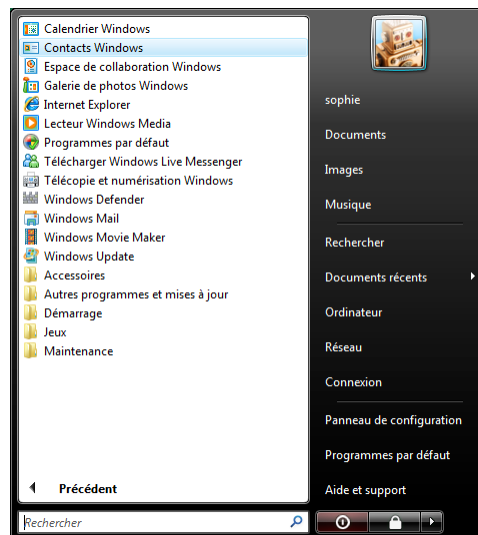 Calendrier Windows
Contacts Windows
Espace de collaboration Windows
Galerie de photos Windows
Internet Explorer
Lecteur Windows Media
Programmes par défaut
Télécharger Windows Live Messenger
Télécopie et numérisation Windows
Windows Defender
Windows Mail
Windows Movie Maker
Windows Update
Accessoires
Autres programmes et mises à jour
Démarrage
Jeux
Maintenance
Précédent
Rechercher
sophie
Documents
Images
Musique
Rechercher
Documents récents
Ordinateur
Réseau
Connexion
Panneau de configuration
Programmes par défaut
Aide et support